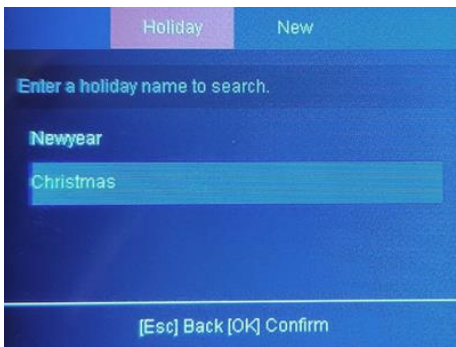 Holiday New
Enter a holiday name to search.
Newyear
Christmas
[Esc] Back [OK] Confirm